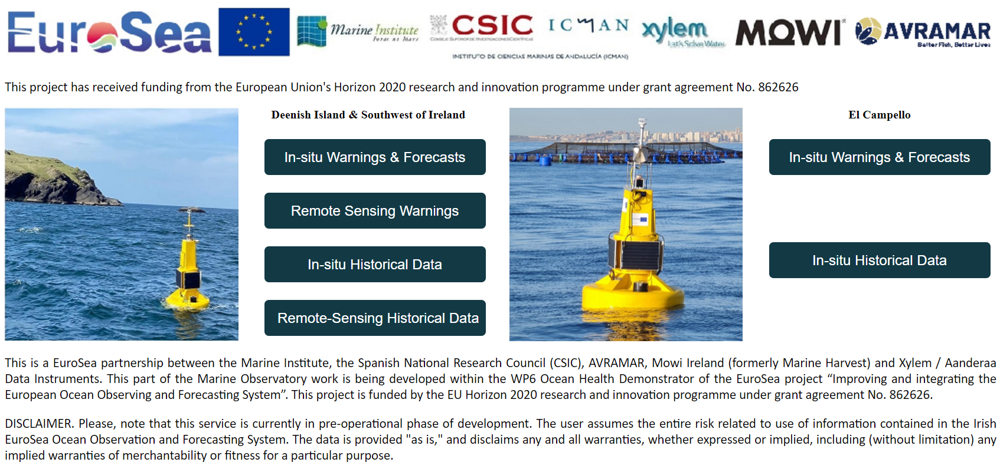 EuroSea
Marine Institute
Foras na Mara
CSIC
CONSEJO SUPERIOR DE INVESTIGACIONES CIENTÍFICAS
ICMAN
INSTITUTO DE CIENCIAS MARINAS DE ANDALUCÍA (ICMAN)
xylem
Let's Solve Water
MOWI
AVRAMAR
Better Fish, Better Lives
This project has received funding from the European Union's Horizon 2020 research and innovation programme under grant agreement No. 862626
Deenish Island & Southwest of Ireland
In-situ Warnings & Forecasts
Remote Sensing Warnings
In-situ Historical Data
Remote-Sensing Historical Data
El Campello
In-situ Warnings & Forecasts
In-situ Historical Data
This is a EuroSea partnership between the Marine Institute, the Spanish National Research Council (CSIC), AVRAMAR, Mowi Ireland (formerly Marine Harvest) and Xylem / Aanderaa
Data Instruments. This part of the Marine Observatory work is being developed within the WP6 Ocean Health Demonstrator of the EuroSea project “Improving and integrating the
European Ocean Observing and Forecasting System”. This project is funded by the EU Horizon 2020 research and innovation programme under grant agreement No. 862626.
DISCLAIMER. Please, note that this service is currently in pre-operational phase of development. The user assumes the entire risk related to use of information contained in the Irish
EuroSea Ocean Observation and Forecasting System. The data is provided "as is," and disclaims any and all warranties, whether expressed or implied, including (without limitation) any
implied warranties of merchantability or fitness for a particular purpose.